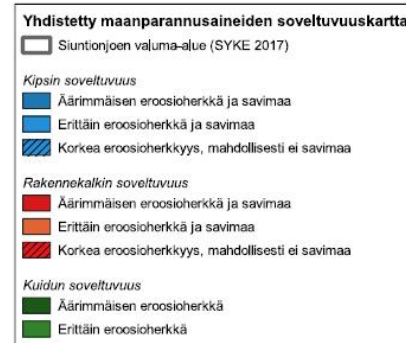 Yhdistetty maanparannusaineiden soveltuvuuskartta
Siuntionjoen valuma-alue (SYKE 2017)
Kipsin soveltuvuus
Äärimmäisen eroosioherkkä ja savimaa
Erittäin eroosioherkkä ja savimaa
Korkea eroosioherkkyys, mahdollisesti ei savimaa
Rakennekalkin soveltuvuus
Äärimmäisen eroosioherkkä ja savimaa
Erittäin eroosioherkkä ja savimaa
Korkea eroosioherkkyys, mahdollisesti ei savimaa
Kuidun soveltuvuus
Äärimmäisen eroosioherkkä
Erittäin eroosioherkkä